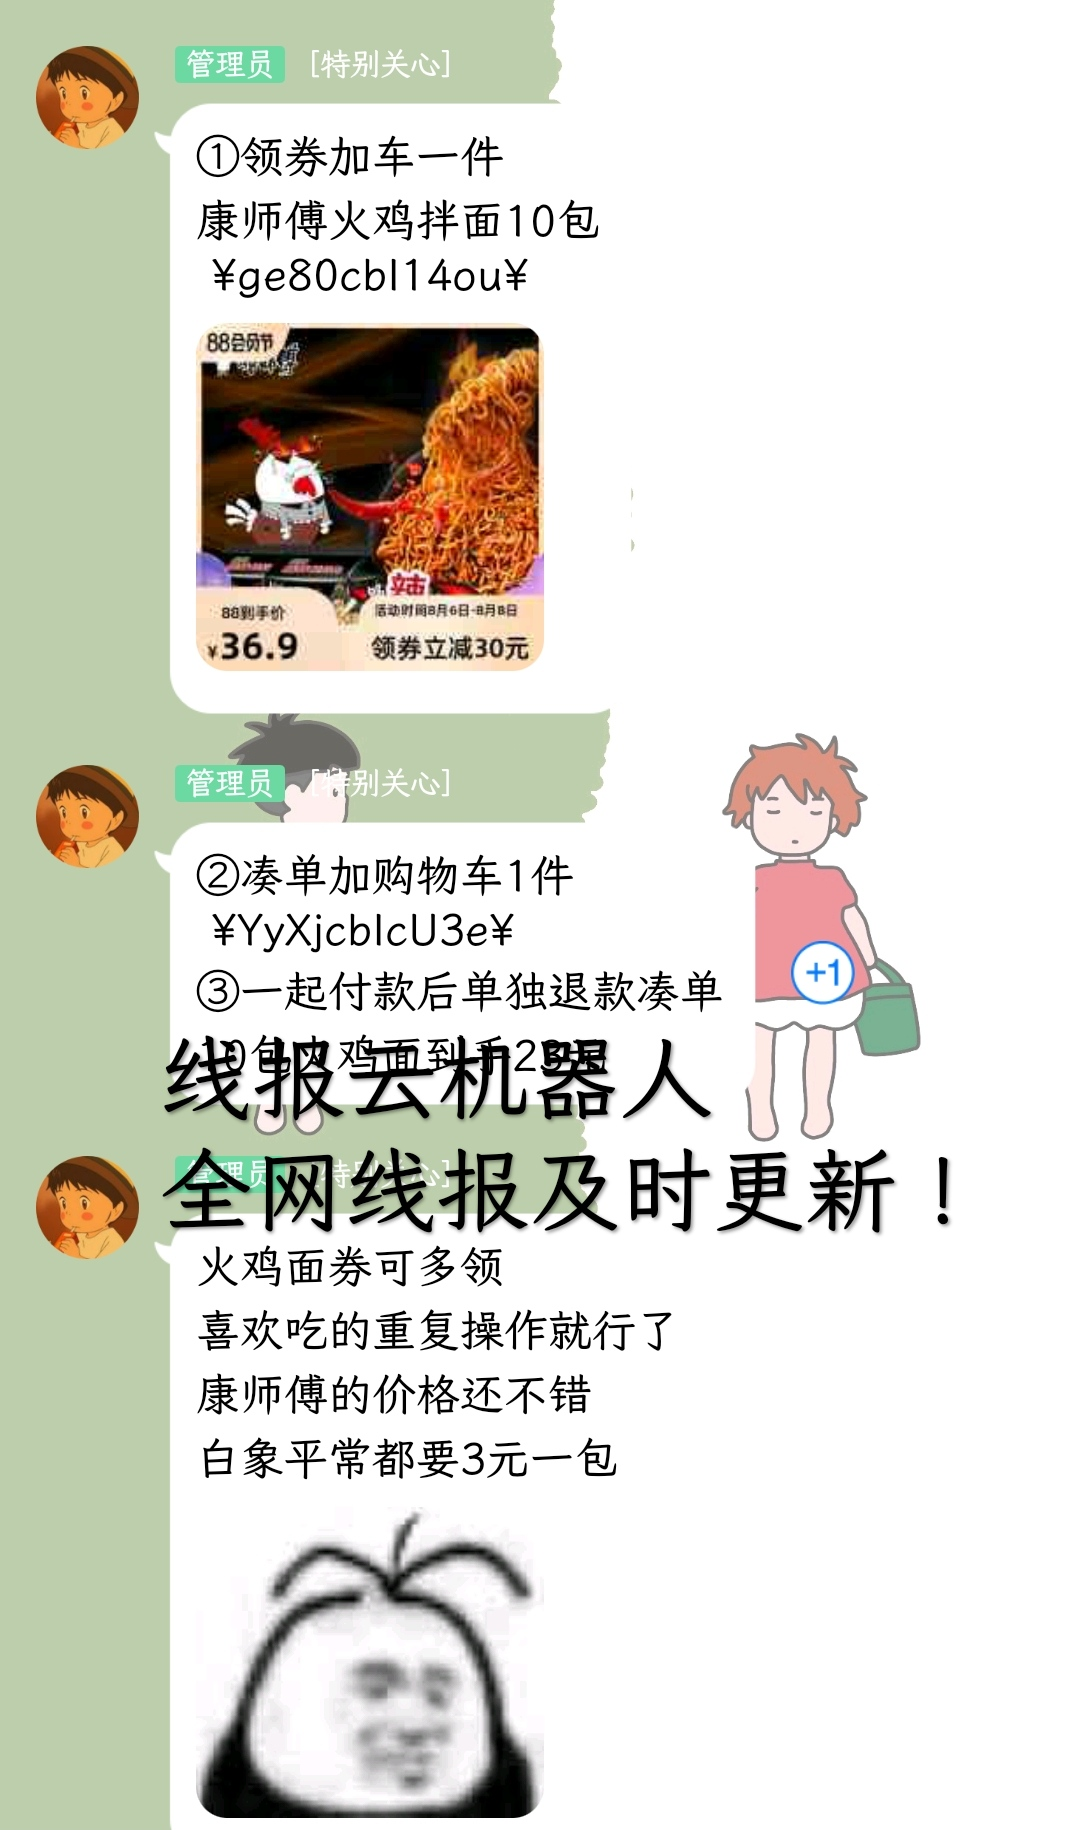 管理员 [特别关心]
①领券加车一件
康师傅火鸡拌面10包
¥ge80cbl14ou¥
88会员节
辣
88到手价
活动时间8月6日-8月8日
¥36.9
领券立减30元
管理员 [特别关心]
②凑单加购物车1件
¥YyXjcblcU3e¥
③一起付款后单独退款凑单
+1
10包火鸡面到手
线报云机器人
管理员 [特别关心]
全网线报及时更新！
火鸡面券可多领
喜欢吃的重复操作就行了
康师傅的价格还不错
白象平常都要3元一包